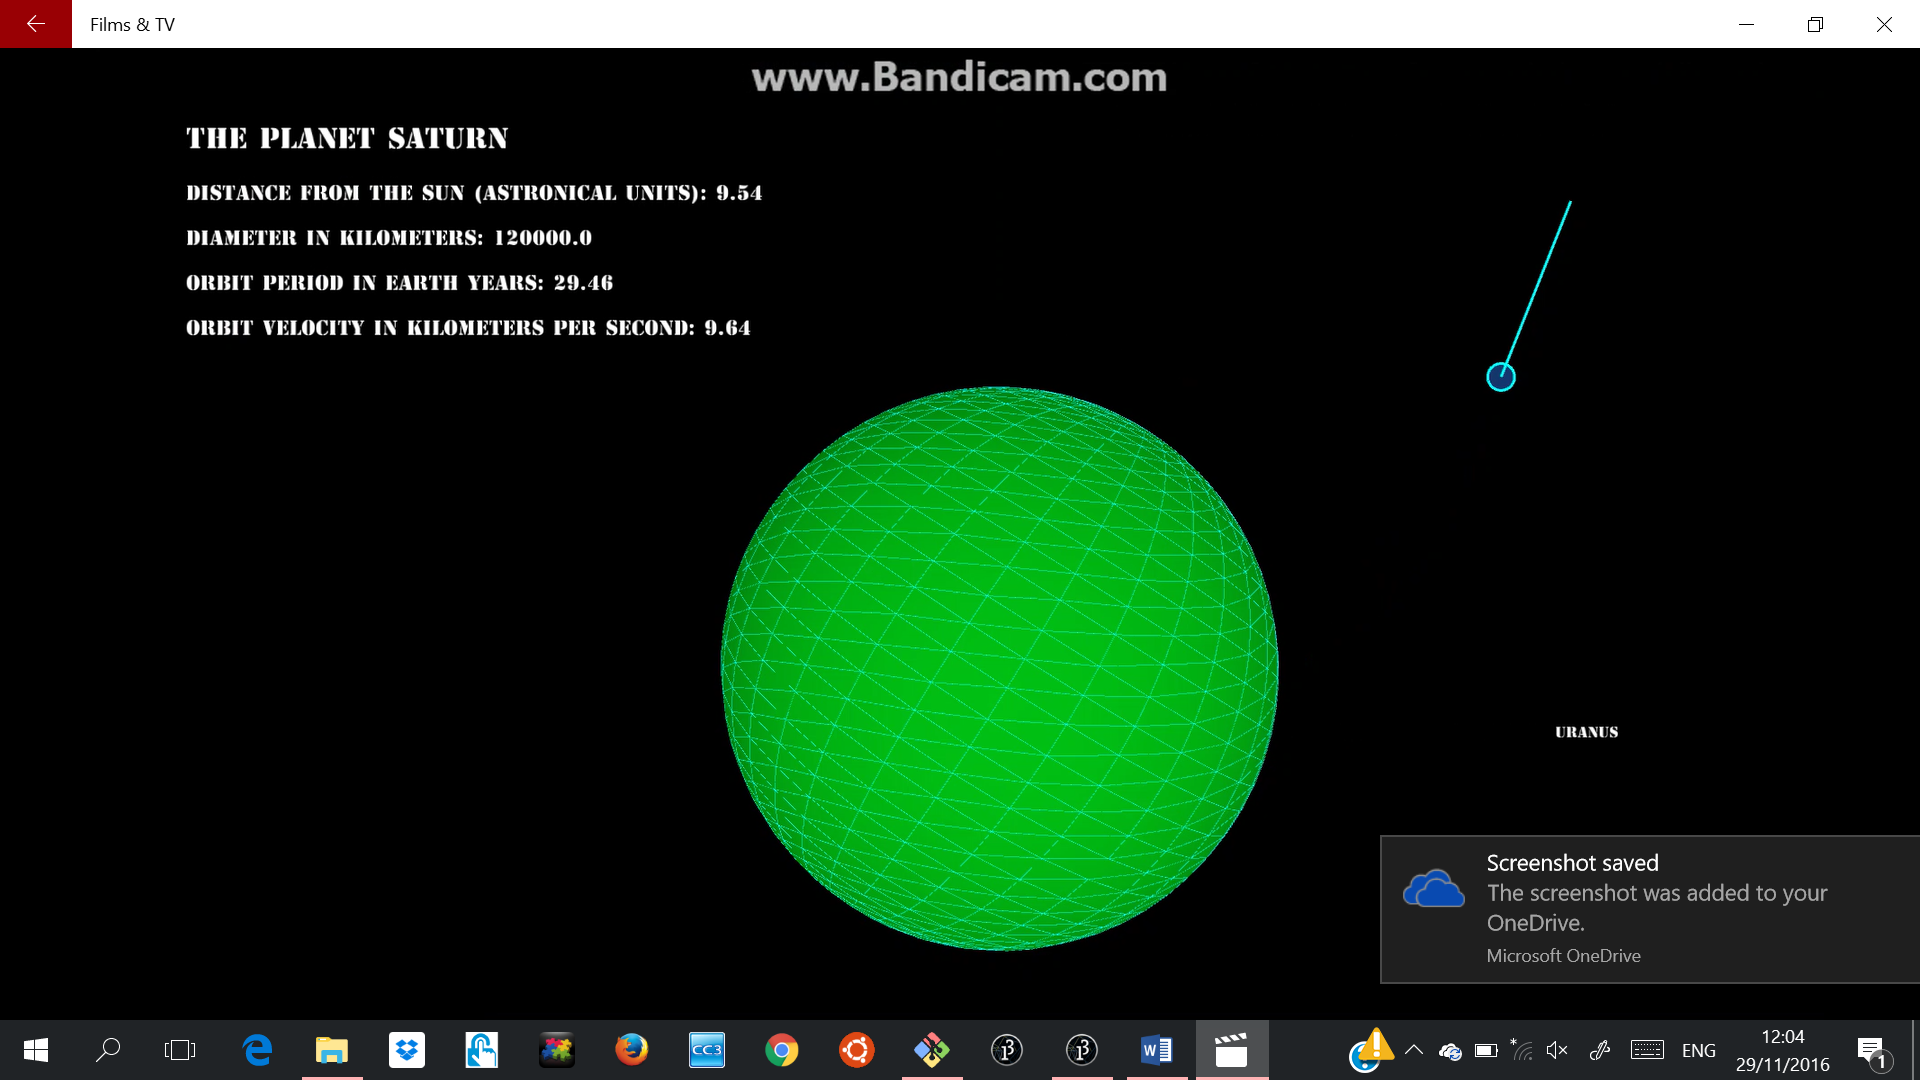 Films & TV
www.Bandicam.com
THE PLANET SATURN
DISTANCE FROM THE SUN (ASTRONICAL UNITS): 9.54
DIAMETER IN KILOMETERS: 120000.0
ORBIT PERIOD IN EARTH YEARS: 29.46
ORBIT VELOCITY IN KILOMETERS PER SECOND: 9.64
URANUS
Screenshot saved
The screenshot was added to your
OneDrive.
Microsoft OneDrive
CC3
ENG
12:04
29/11/2016
1